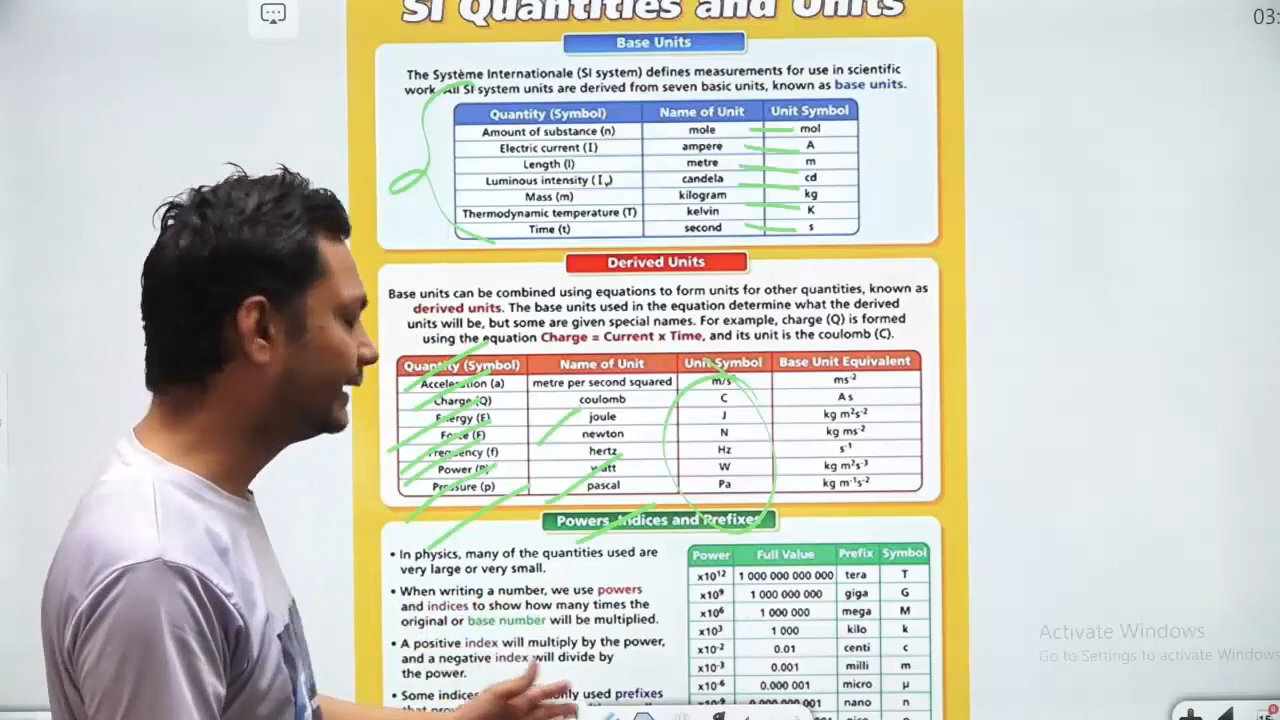 SI Quantities and Units
03:
Base Units
The Système Internationale (SI system) defines measurements for use in scientific
work. All SI system units are derived from seven basic units, known as base units.
Quantity (Symbol) Name of Unit Unit Symbol
Amount of substance (n) mole mol
Electric current (I) ampere A
Length (l) metre m
Luminous intensity (Iv) candela cd
Mass (m) kilogram kg
Thermodynamic temperature (T) kelvin K
Time (t) second s
Derived Units
Base units can be combined using equations to form units for other quantities, known as
derived units. The base units used in the equation determine what the derived
units will be, but some are given special names. For example, charge (Q) is formed
using the equation Charge = Current x Time, and its unit is the coulomb (C).
Quantity (Symbol) Name of Unit Unit Symbol Base Unit Equivalent
Acceleration (a) metre per second squared m/s² ms⁻²
Charge (Q) coulomb C A s
Energy (E) joule J kg m²s⁻²
Force (F) newton N kg ms⁻²
Frequency (f) hertz Hz s⁻¹
Power (P) watt W kg m²s⁻³
Pressure (p) pascal Pa kg m⁻¹s⁻²
Powers, Indices and Prefixes
• In physics, many of the quantities used are
very large or very small.
• When writing a number, we use powers
and indices to show how many times the
original or base number will be multiplied.
• A positive index will multiply by the power,
and a negative index will divide by
the power.
• Some indices only used prefixes
Power Full Value Prefix Symbol
x10¹² 1 000 000 000 000 tera T
x10⁹ 1 000 000 000 giga G
x10⁶ 1 000 000 mega M
x10³ 1 000 kilo k
x10⁻² 0.01 centi c
x10⁻³ 0.001 milli m
x10⁻⁶ 0.000 001 micro µ
x10⁻⁹ 0.000 000 001 nano n
Activate Windows
Go to Settings to activate Windows